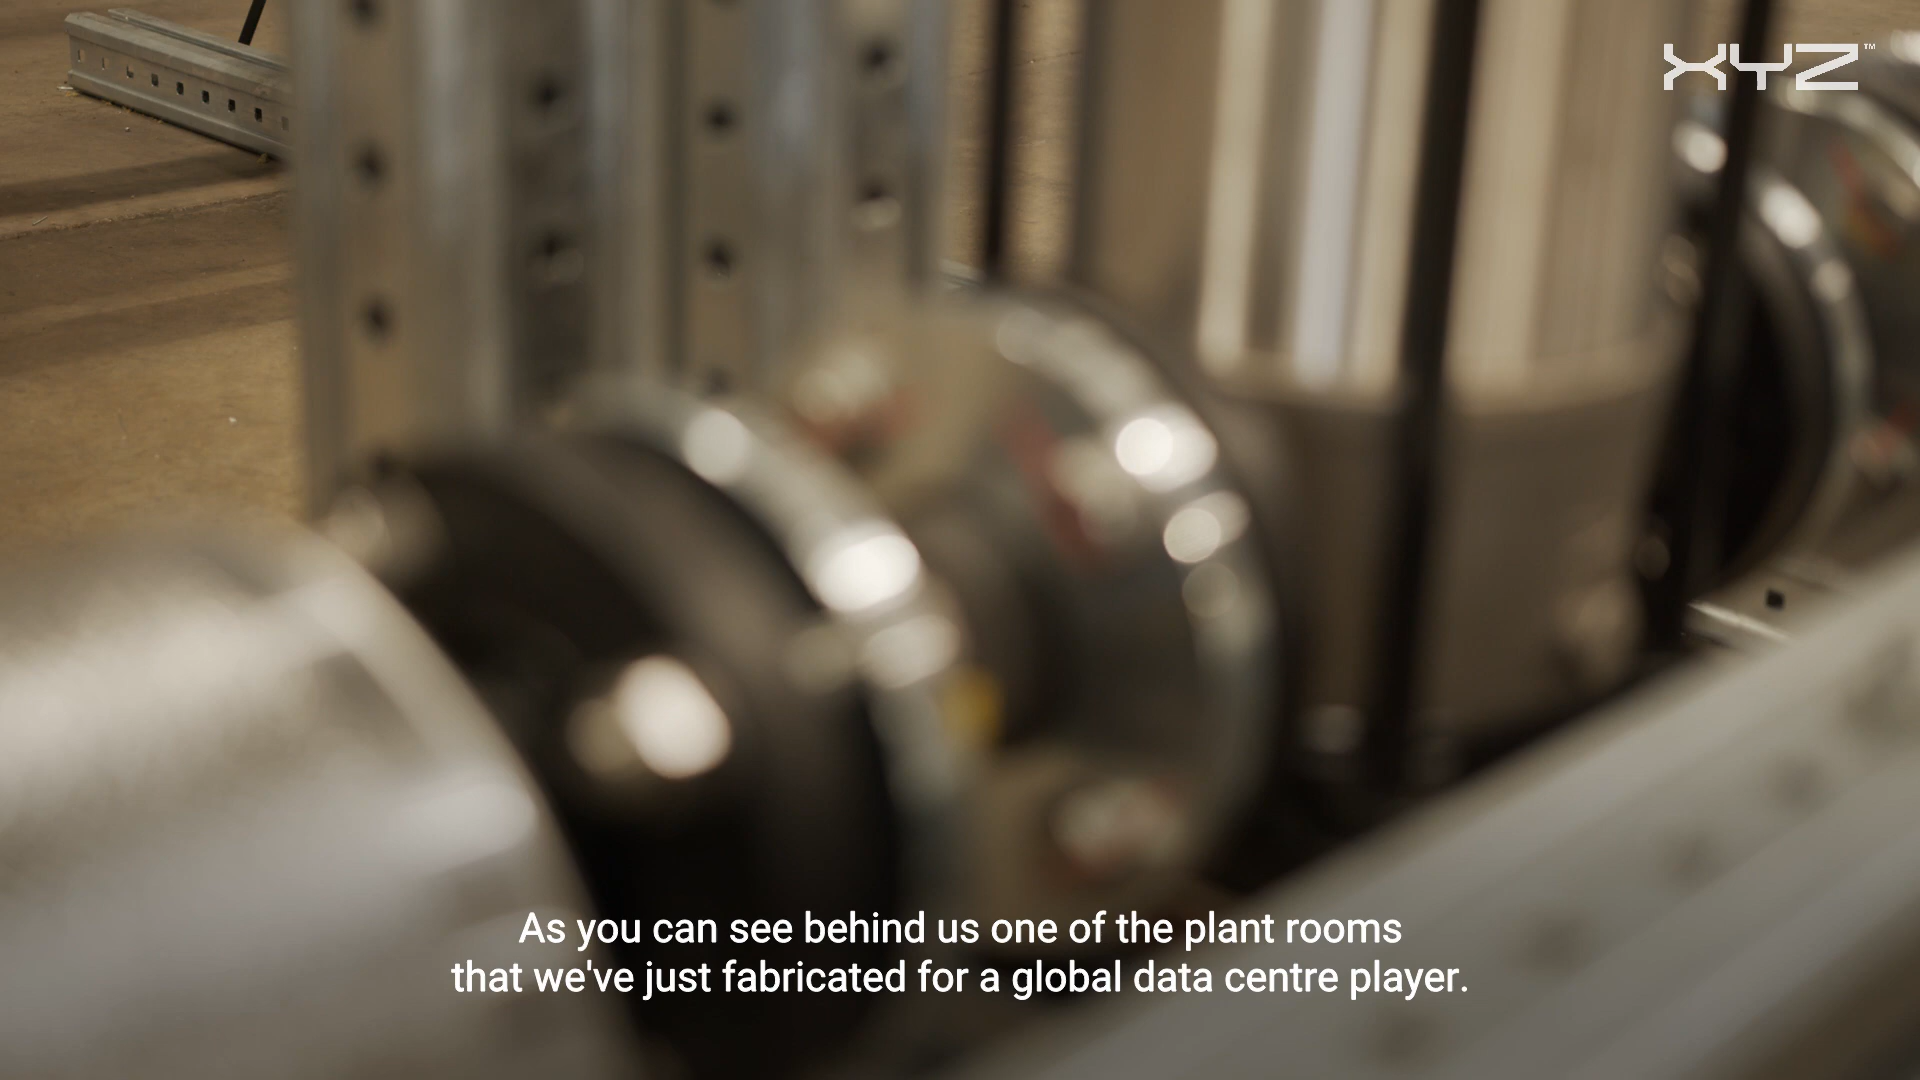 XYZ™
As you can see behind us one of the plant rooms
that we've just fabricated for a global data centre player.